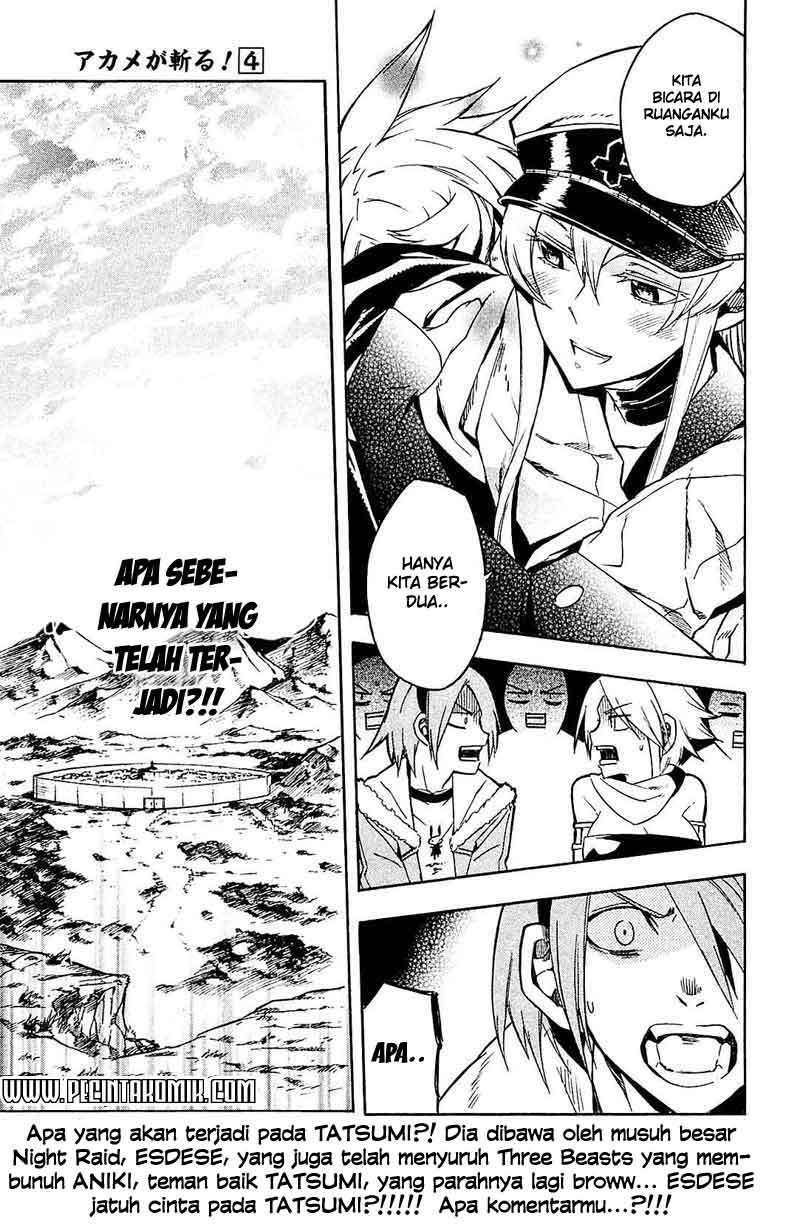 アカメが斬る！4
KITA
BICARA DI
RUANGANKU
SAJA.
HANYA
KITA BER-
DUA..
APA..
APA SEBE-
NARNYA YANG
TELAH TER-
JADI?!!
WWW.PECINTAKOMIK.COM
Apa yang akan terjadi pada TATSUMI?! Dia dibawa oleh musuh besar
Night Raid, ESDESE, yang juga telah menyuruh Three Beasts yang mem-
bunuh ANIKI, teman baik TATSUMI, yang parahnya lagi broww... ESDESE
jatuh cinta pada TATSUMI?!!!!! Apa komentarmu...?!!!